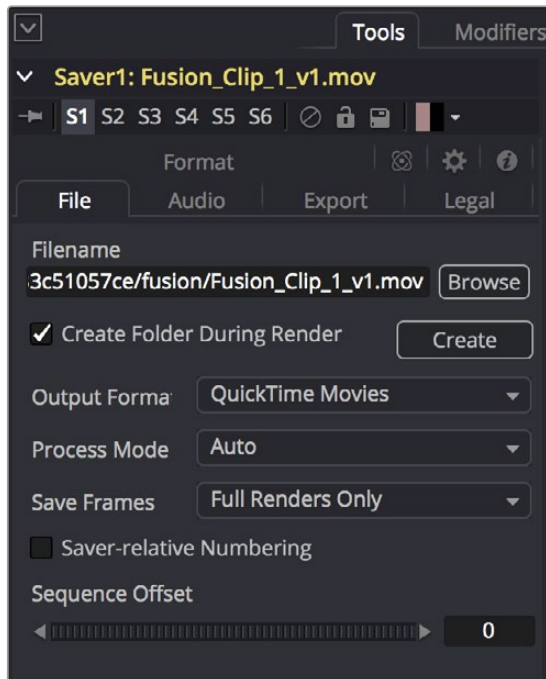 Tools Modifiers
Saver1: Fusion_Clip_1_v1.mov
S1 S2 S3 S4 S5 S6
Format
File Audio Export Legal
Filename
3c51057ce/fusion/Fusion_Clip_1_v1.mov Browse
Create Folder During Render Create
Output Forma QuickTime Movies
Process Mode Auto
Save Frames Full Renders Only
Saver-relative Numbering
Sequence Offset
0